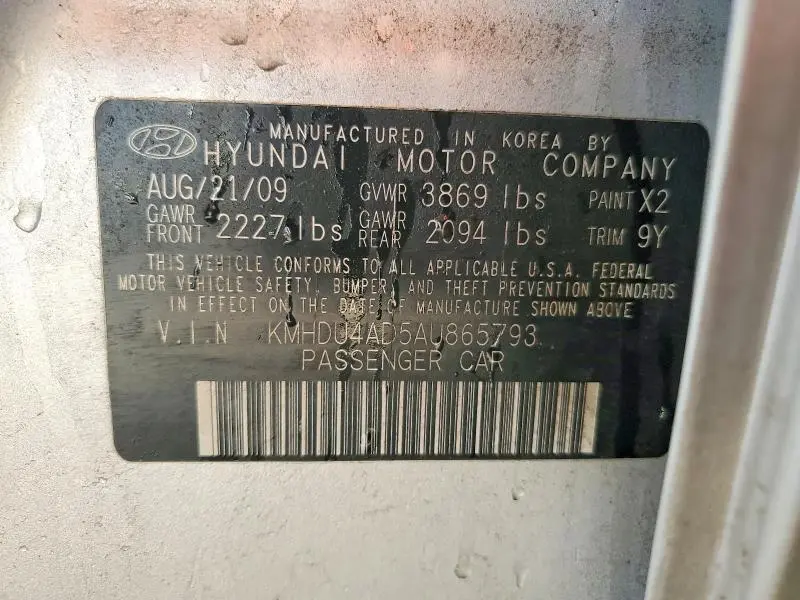 MANUFACTURED IN KOREA BY
HYUNDAI MOTOR COMPANY
AUG/21/09 GVWR 3869 lbs PAINT X2
GAWR FRONT 2227 lbs GAWR REAR 2094 lbs TRIM 9Y
THIS VEHICLE CONFORMS TO ALL APPLICABLE U.S.A. FEDERAL
MOTOR VEHICLE SAFETY, BUMPER, AND THEFT PREVENTION STANDARDS
IN EFFECT ON THE DATE OF MANUFACTURE SHOWN ABOVE
V.I.N KMHDU4AD5AU865793
PASSENGER CAR